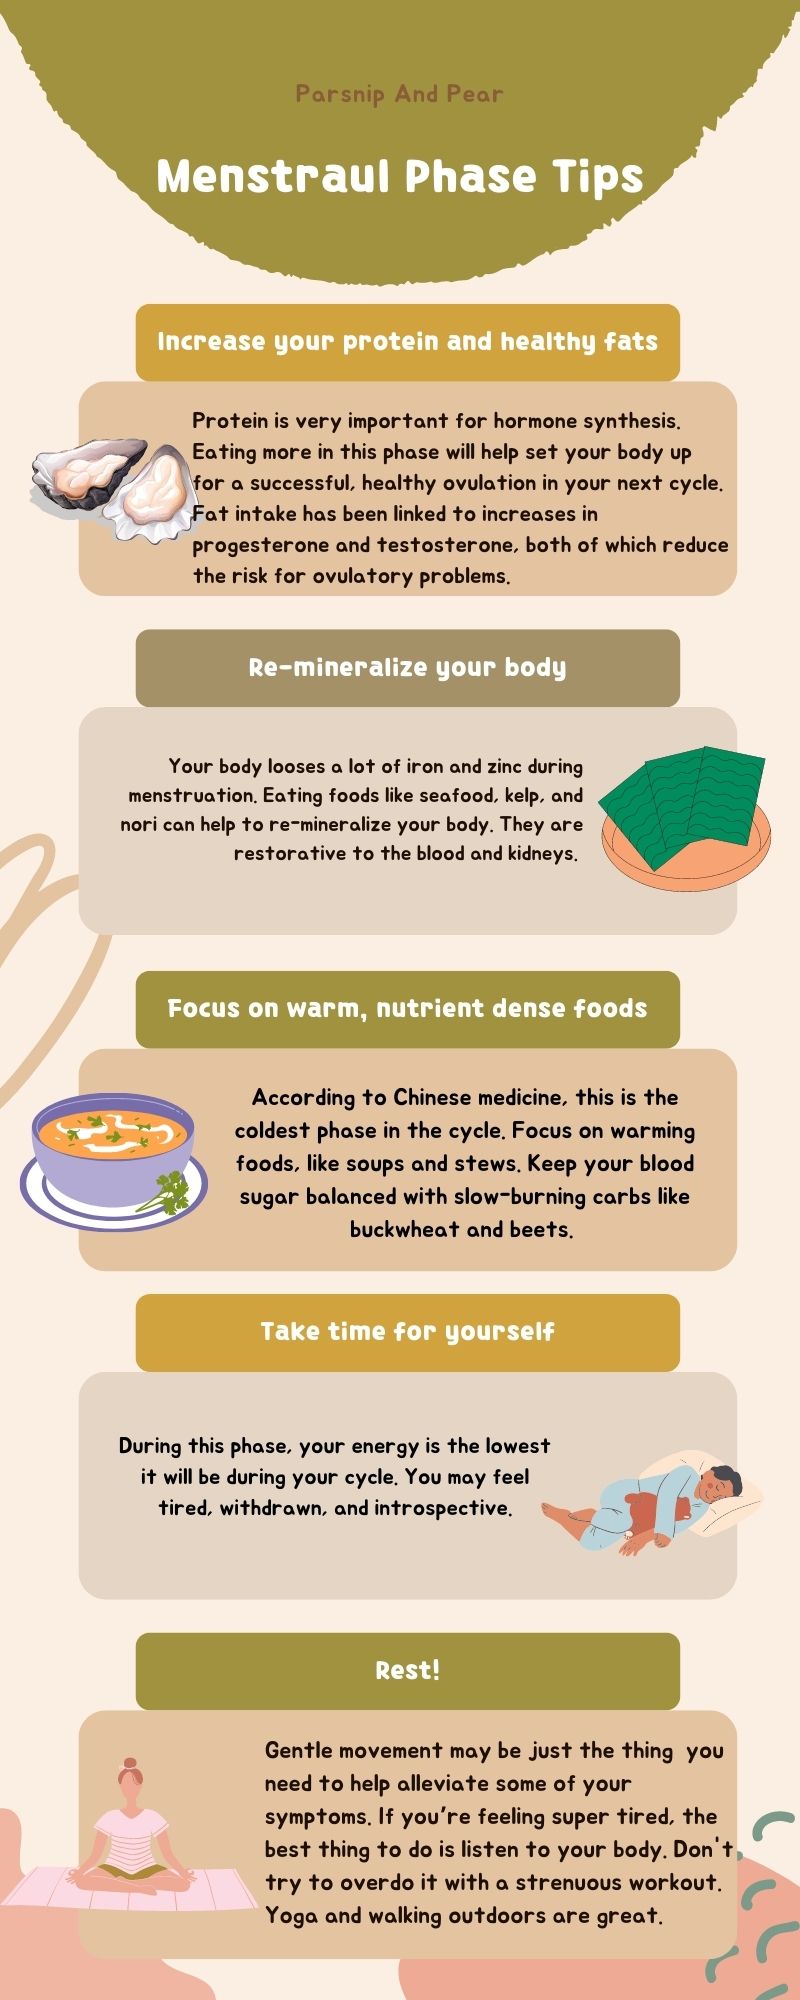 Parsnip And Pear
Menstraul Phase Tips
Increase your protein and healthy fats
Protein is very important for hormone synthesis.
Eating more in this phase will help set your body up
for a successful, healthy ovulation in your next cycle.
Fat intake has been linked to increases in
progesterone and testosterone, both of which reduce
the risk for ovulatory problems.
Re-mineralize your body
Your body looses a lot of iron and zinc during
menstruation. Eating foods like seafood, kelp, and
nori can help to re-mineralize your body. They are
restorative to the blood and kidneys.
Focus on warm, nutrient dense foods
According to Chinese medicine, this is the
coldest phase in the cycle. Focus on warming
foods, like soups and stews. Keep your blood
sugar balanced with slow-burning carbs like
buckwheat and beets.
Take time for yourself
During this phase, your energy is the lowest
it will be during your cycle. You may feel
tired, withdrawn, and introspective.
Rest!
Gentle movement may be just the thing you
need to help alleviate some of your
symptoms. If you're feeling super tired, the
best thing to do is listen to your body. Don't
try to overdo it with a strenuous workout.
Yoga and walking outdoors are great.